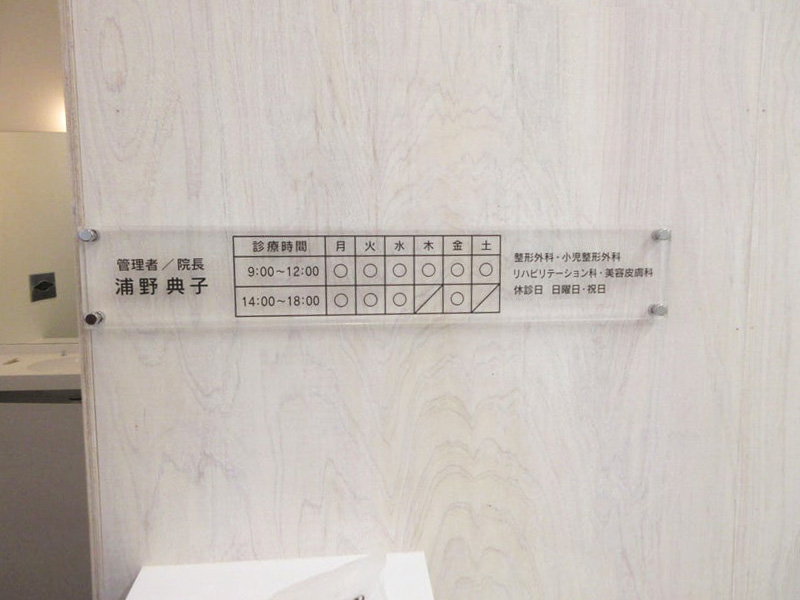 管理者／院長
浦野典子
診療時間 月 火 水 木 金 土
9:00～12:00 ○ ○ ○ ○ ○ ○
14:00～18:00 ○ ○ ○ ／ ○ ／
整形外科・小児整形外科
リハビリテーション科・美容皮膚科
休診日 日曜日・祝日